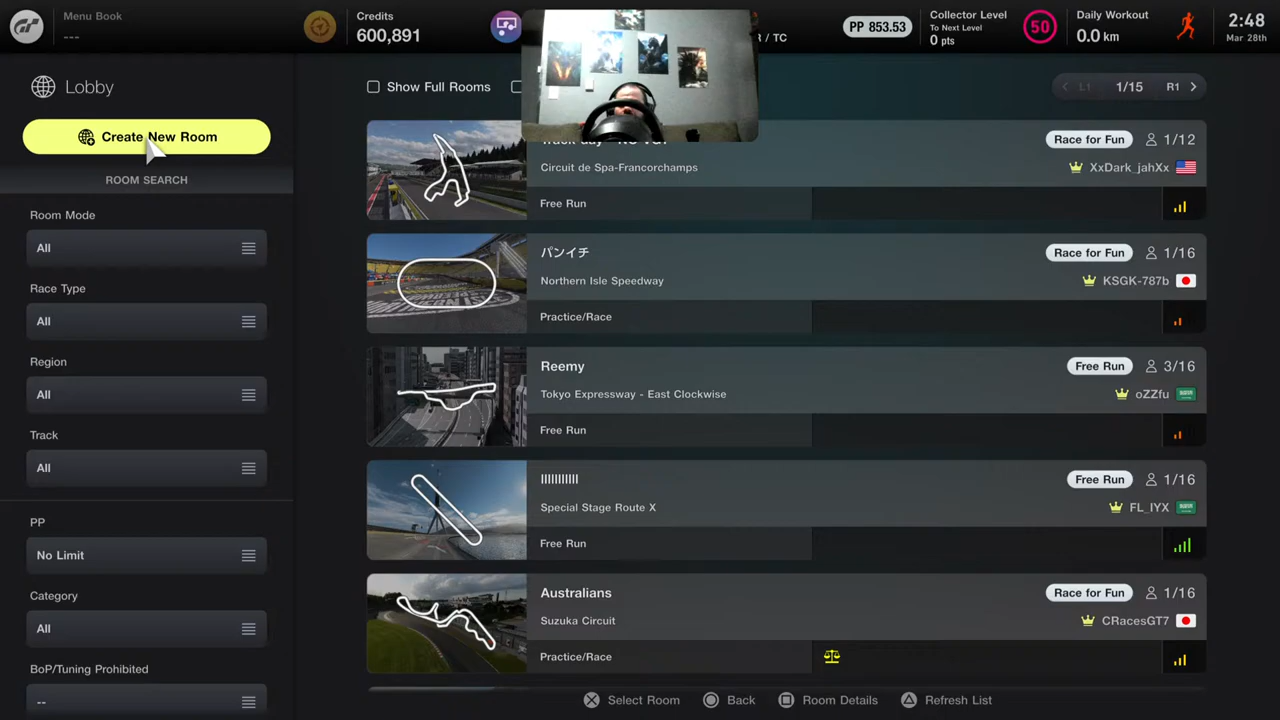 Menu Book
---
Credits
600,891
/ TC
PP 853.53
Collector Level
To Next Level
0 pts
50
Daily Workout
0.0 km
2:48
Mar 28th
Lobby
Create New Room
ROOM SEARCH
Room Mode
All
Race Type
All
Region
All
Track
All
PP
No Limit
Category
All
BoP/Tuning Prohibited
--
Show Full Rooms
L1 1/15 R1
Race for Fun 1/12
Circuit de Spa-Francorchamps XxDark_jahXx
Free Run
パンイチ Race for Fun 1/16
Northern Isle Speedway KSGK-787b
Practice/Race
Reemy Free Run 3/16
Tokyo Expressway - East Clockwise oZZfu
Free Run
Special Stage Route X FL_IYX
Free Run 1/16
Free Run
Australians Race for Fun 1/16
Suzuka Circuit CRacesGT7
Practice/Race
Select Room Back Room Details Refresh List